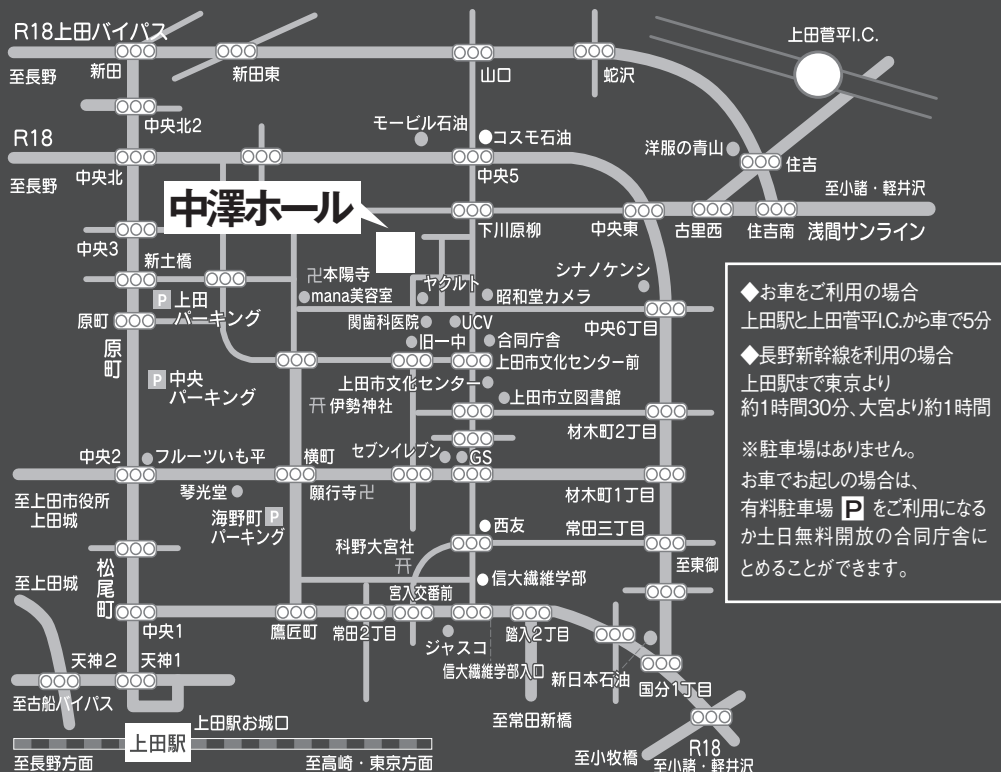 R18上田バイパス
至長野
新田
新田東
山口
蛇沢
上田菅平I.C.
中央北2
R18
至長野
中央北
モービル石油
コスモ石油
中央5
洋服の青山
住吉
至小諸・軽井沢
中澤ホール
中央3
下川原柳
中央東
古里西
住吉南
浅間サンライン
新土橋
卍本陽寺
mana美容室
ヤクルト
昭和堂カメラ
シナノケンシ
P 上田
パーキング
原町
原町
関歯科医院
UCV
中央6丁目
旧一中
合同庁舎
上田市文化センター前
P 中央
パーキング
上田市文化センター
伊勢神社
上田市立図書館
材木町2丁目
中央2
フルーツいも平
横町
セブンイレブン
GS
至上田市役所
上田城
琴光堂
願行寺卍
材木町1丁目
海野町 P
パーキング
西友
常田三丁目
科野大宮社
至東御
松尾町
至上田城
宮入交番前
信大繊維学部
中央1
鷹匠町
常田2丁目
踏入2丁目
ジャスコ
信大繊維学部入口
新日本石油
国分1丁目
天神2
天神1
至古船バイパス
上田駅お城口
上田駅
至長野方面
至高崎・東京方面
至常田新橋
至小牧橋
R18
至小諸・軽井沢
◆お車をご利用の場合
上田駅と上田菅平I.C.から車で5分
◆長野新幹線を利用の場合
上田駅まで東京より
約1時間30分、大宮より約1時間
※駐車場はありません。
お車でお起しの場合は、
有料駐車場 P をご利用になる
か土日無料開放の合同庁舎に
とめることができます。